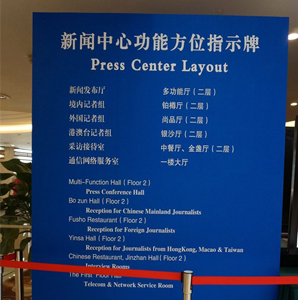 新闻中心功能方位指示牌
Press Center Layout
新闻发布厅 多功能厅（二层）
境内记者组 铂樽厅（二层）
外国记者组 尚品厅（二层）
港澳台记者组 银沙厅（二层）
采访接待室 中餐厅、金盏厅（二层）
通信网络服务室 一楼大厅
Multi-Function Hall ( Floor 2 )
Press Conference Hall
Bo zun Hall ( Floor 2 )
Reception for Chinese Mainland Journalists
Fusho Restaurant ( Floor 2 )
Reception for Foreign Journalists
Yinsa Hall ( Floor 2 )
Reception for Journalists from HongKong, Macao & Taiwan
Chinese Restaurant, Jinzhan Hall( Floor 2 )
Interview Rooms
The First Floor Hall
Telecom & Network Service Room